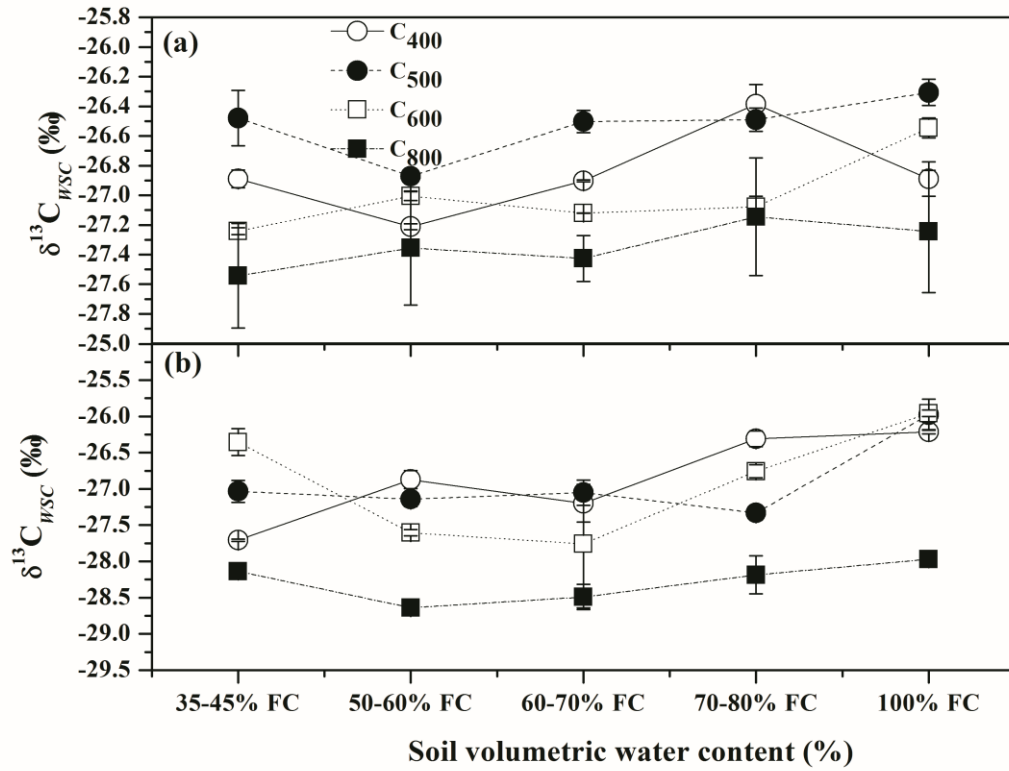 -25.8
-26.0
-26.2
-26.4
-26.6
-26.8
-27.0
-27.2
-27.4
-27.6
-27.8
-25.0
-25.5
-26.0
-26.5
-27.0
-27.5
-28.0
-28.5
-29.0
-29.5
δ13CWSC (‰)
δ13CWSC (‰)
(a)
C400
C500
C600
C800
(b)
35-45% FC 50-60% FC 60-70% FC 70-80% FC 100% FC
Soil volumetric water content (%)